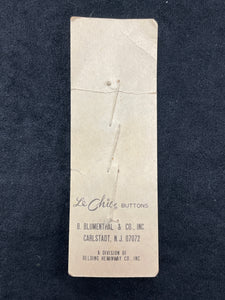 Le Chic BUTTONS
B. BLUMENTHAL & CO., INC.
CARLSTADT, N.J. 07072
A DIVISION OF
BELDING HEMINWAY CO., INC.